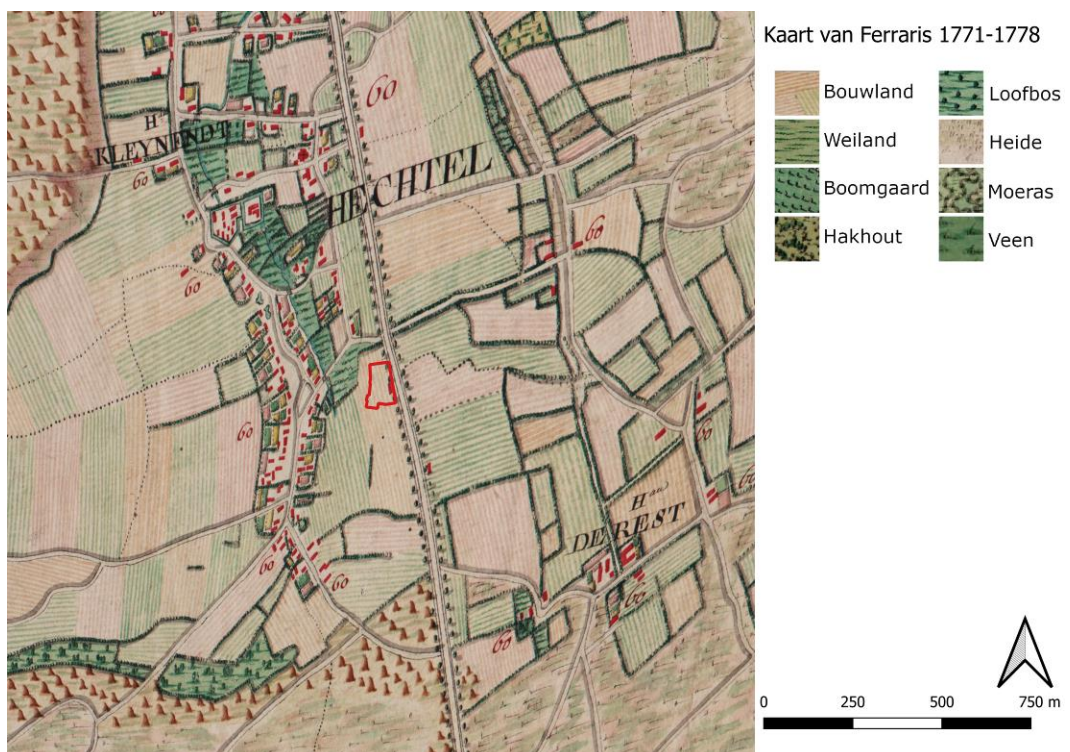 Kaart van Ferraris 1771-1778
Bouwland
Weiland
Boomgaard
Hakhout
Loofbos
Heide
Moeras
Veen
0 250 500 750 m
60
H
KLEYNENDT
60
HECHTEL
60
60
60
60
H
DE REST
60
60
60
60
60
60